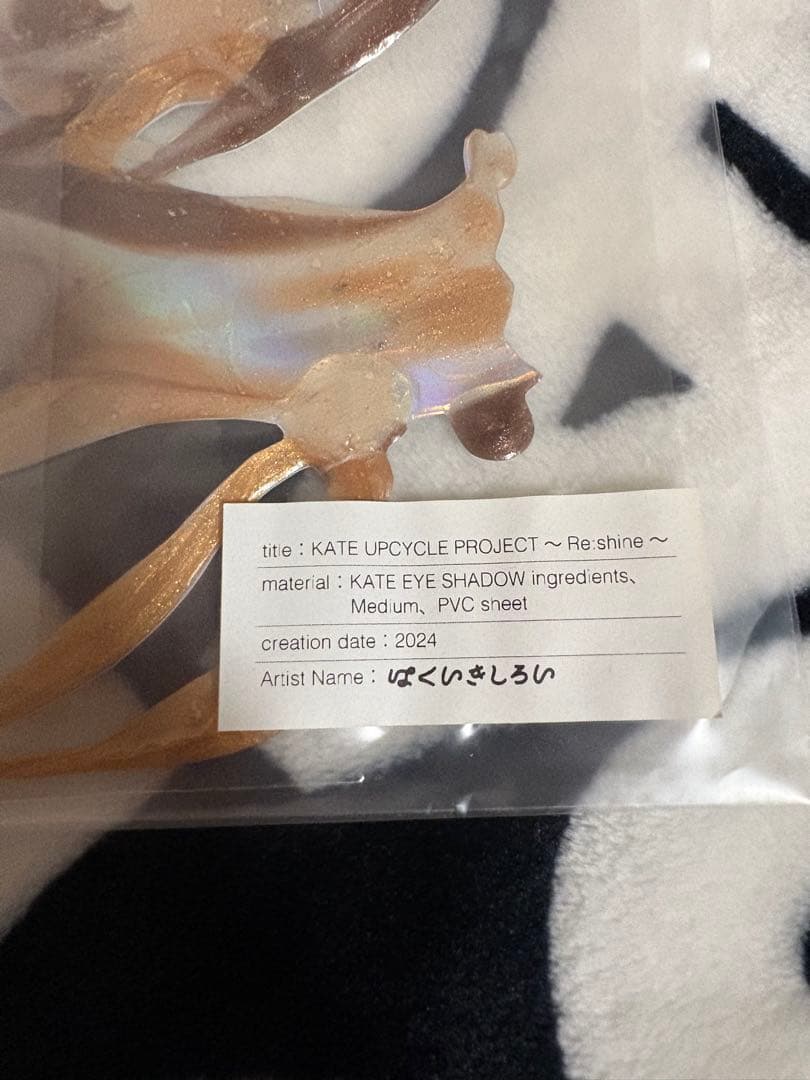 title：KATE UPCYCLE PROJECT 〜 Re:shine 〜
material：KATE EYE SHADOW ingredients、
Medium、PVC sheet
creation date：2024
Artist Name：ぱくいきしろい